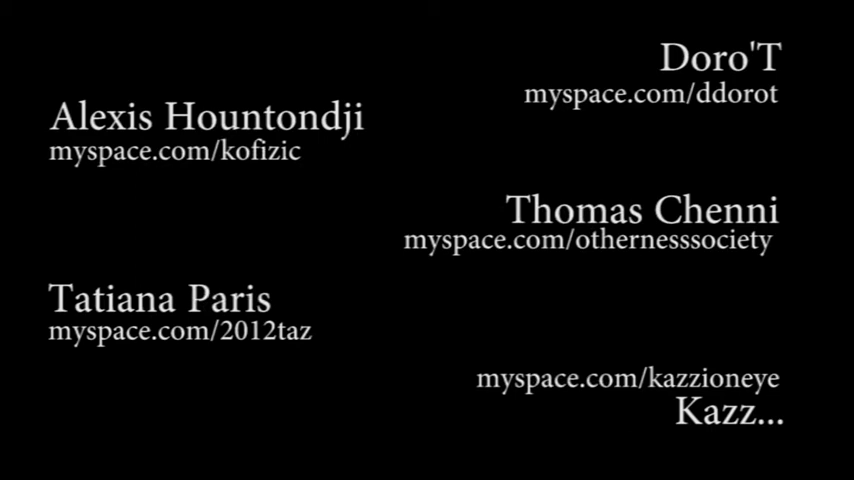 Doro'T
myspace.com/ddorot
Alexis Hountondji
myspace.com/kofizic
Thomas Chenni
myspace.com/othernesssociety
Tatiana Paris
myspace.com/2012taz
myspace.com/kazzioneye
Kazz...